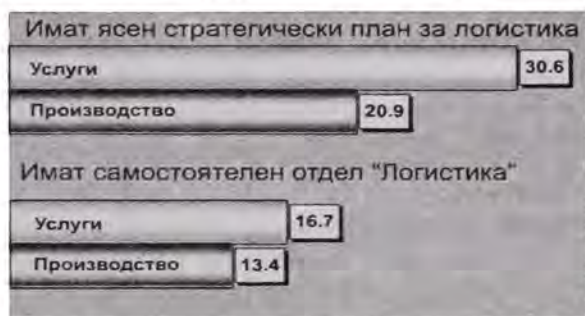 Имат ясен стратегически план за логистика
Услуги 30.6
Производство 20.9
Имат самостоятелен отдел "Логистика"
Услуги 16.7
Производство 13.4